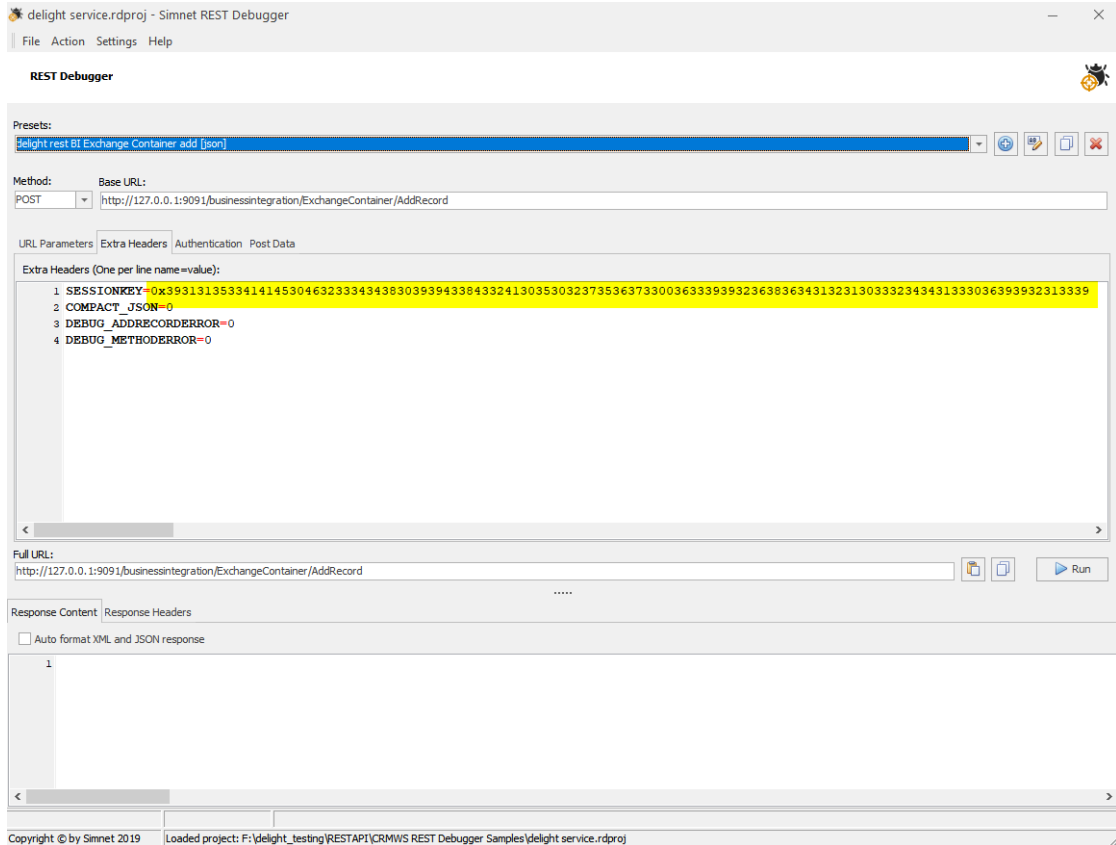 delight service.rdproj - Simnet REST Debugger
File Action Settings Help
REST Debugger
Presets:
delight rest BI Exchange Container add [json]
Method: Base URL:
POST http://127.0.0.1:9091/businessintegration/ExchangeContainer/AddRecord
URL Parameters Extra Headers Authentication Post Data
Extra Headers (One per line name=value):
1 SESSIONKEY=
2 COMPACT_JSON=0
3 DEBUG_ADDRECORDERROR=0
4 DEBUG_METHODERROR=0
Full URL:
http://127.0.0.1:9091/businessintegration/ExchangeContainer/AddRecord
Run
Response Content Response Headers
Auto format XML and JSON response
1
Copyright © by Simnet 2019 Loaded project: F:\delight_testing\RESTAPI\CRMWS REST Debugger Samples\delight service.rdproj